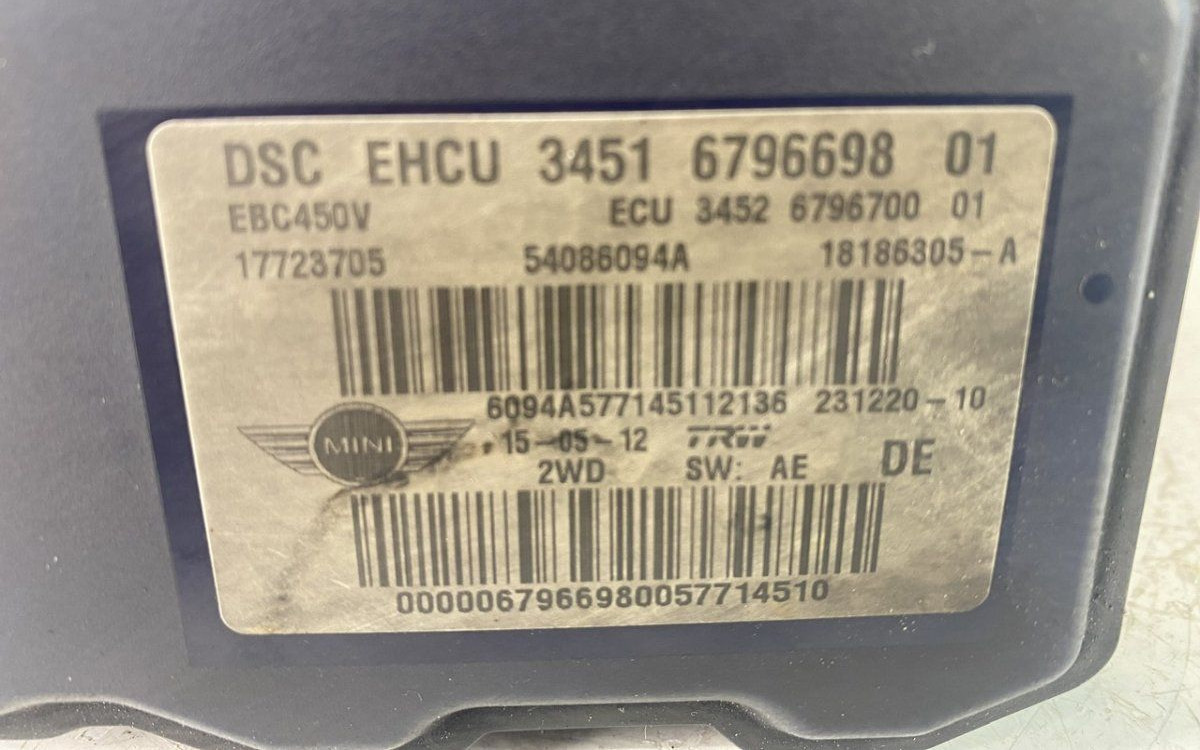 DSC EHCU 3451 6796698 01
EBC450V ECU 3452 6796700 01
17723705 54086094A 18186305-A
6094A577145112136 231220-10
MINI 15-05-12 TRW
2WD SW: AE DE
0000067966980057714510